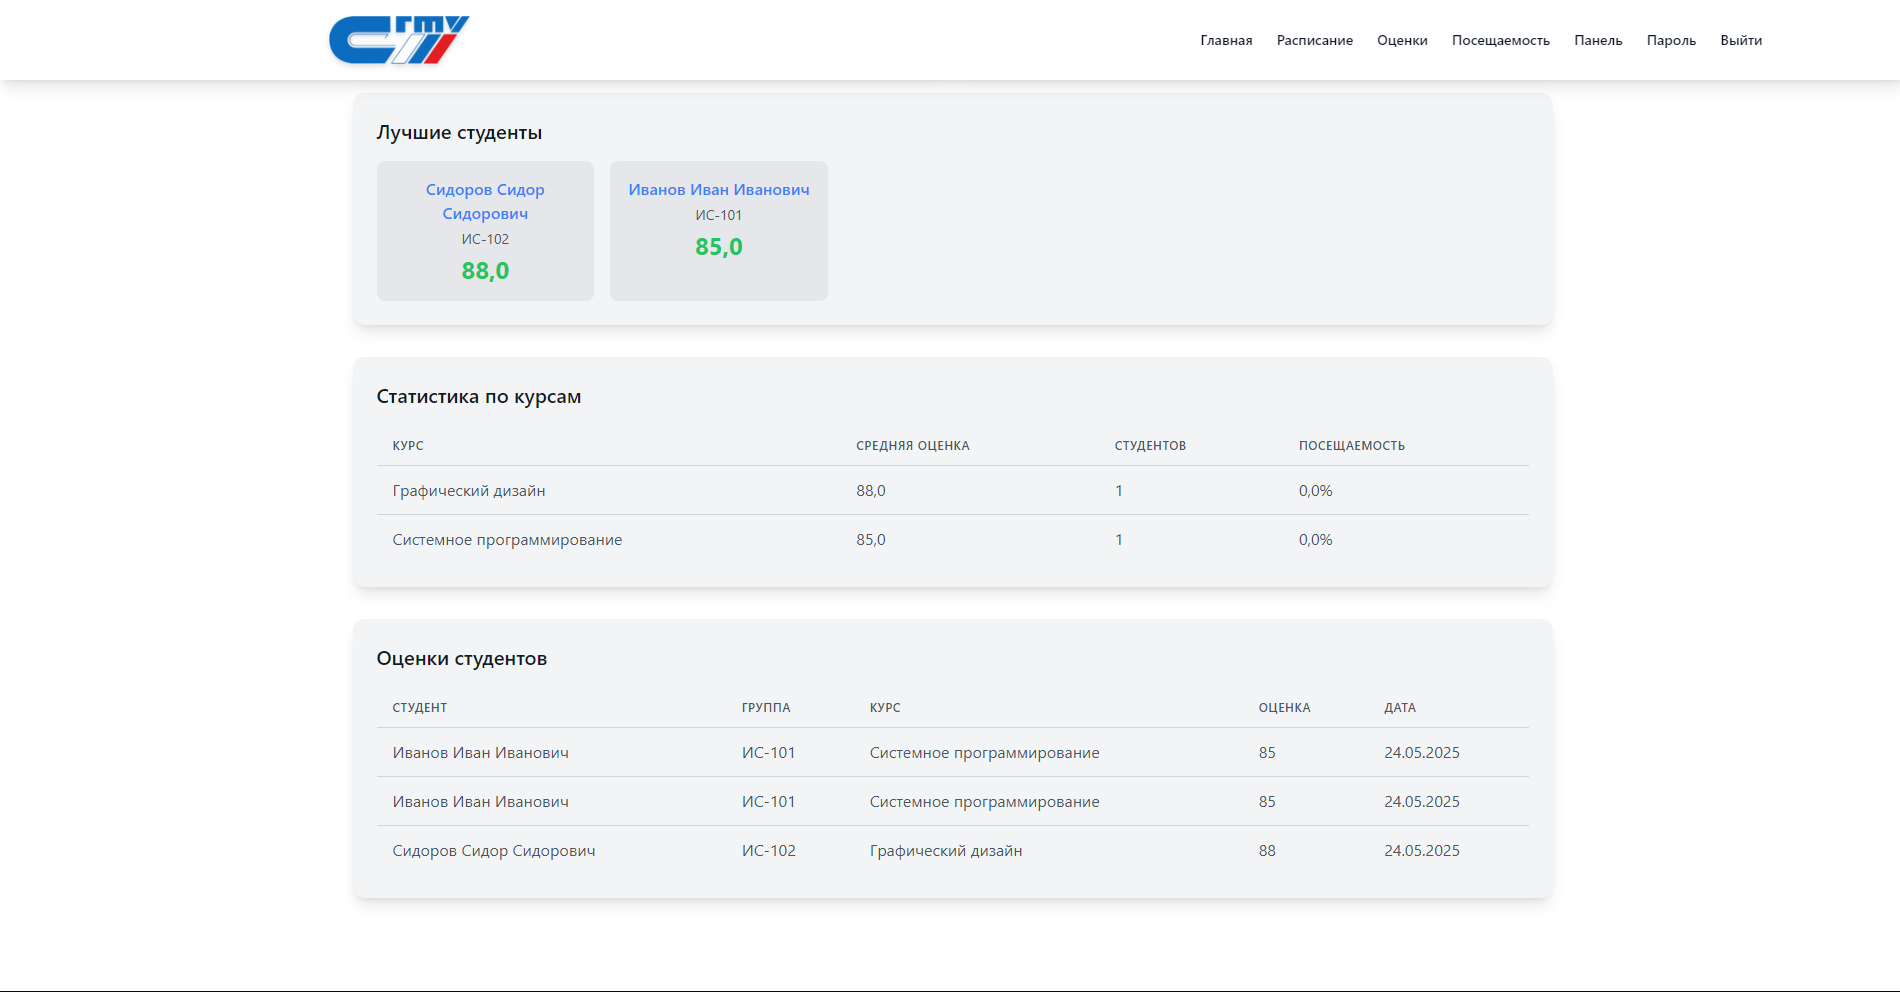 СГТУ
Главная Расписание Оценки Посещаемость Панель Пароль Выйти
Лучшие студенты
Сидоров Сидор
Сидорович
ИС-102
88,0
Иванов Иван Иванович
ИС-101
85,0
Статистика по курсам
КУРС СРЕДНЯЯ ОЦЕНКА СТУДЕНТОВ ПОСЕЩАЕМОСТЬ
Графический дизайн 88,0 1 0,0%
Системное программирование 85,0 1 0,0%
Оценки студентов
СТУДЕНТ ГРУППА КУРС ОЦЕНКА ДАТА
Иванов Иван Иванович ИС-101 Системное программирование 85 24.05.2025
Иванов Иван Иванович ИС-101 Системное программирование 85 24.05.2025
Сидоров Сидор Сидорович ИС-102 Графический дизайн 88 24.05.2025